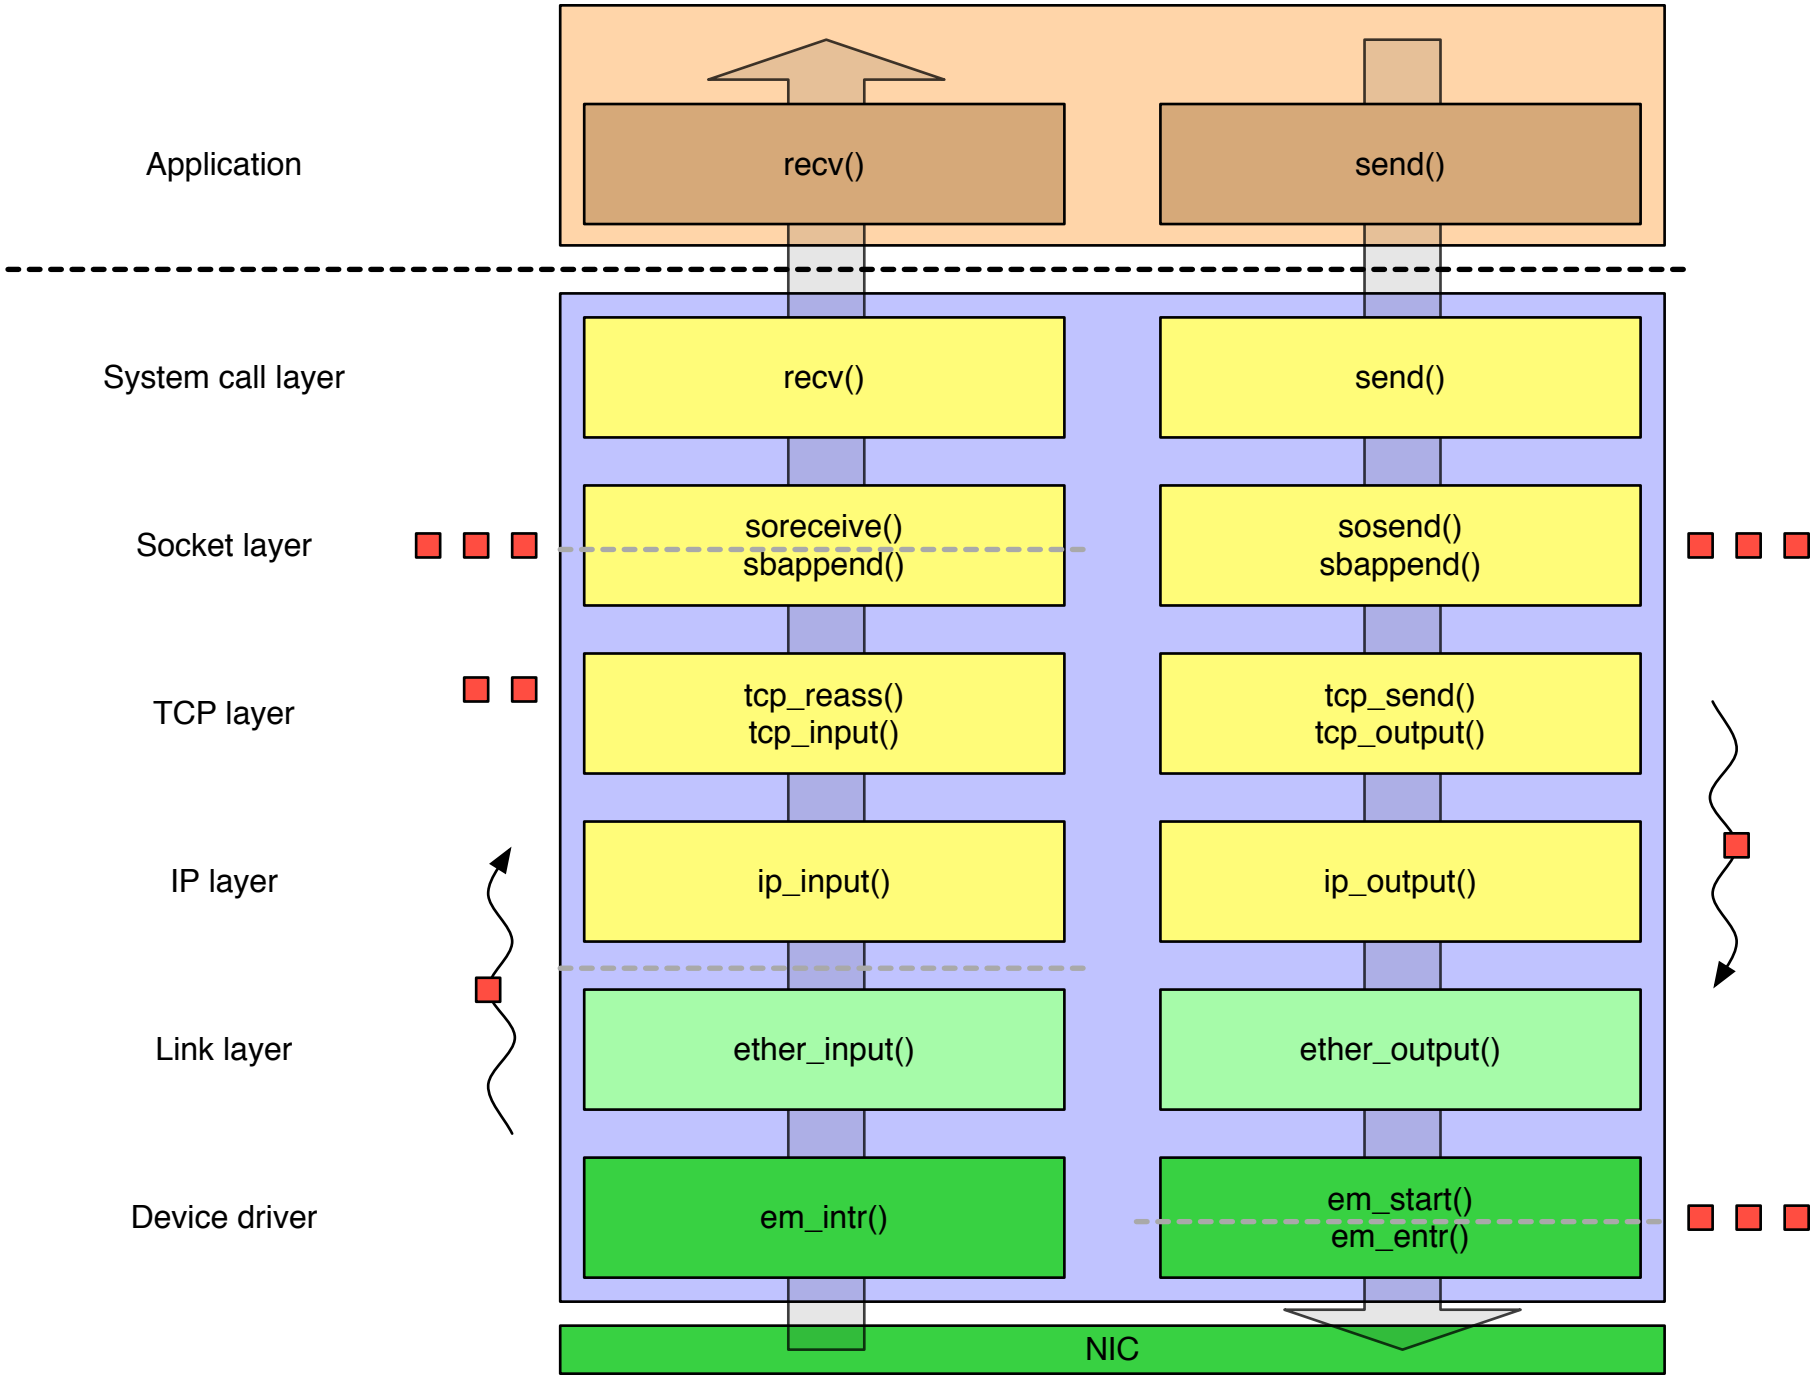 Application
recv()
send()
System call layer
recv()
send()
Socket layer
soreceive()
sbappend()
sosend()
sbappend()
TCP layer
tcp_reass()
tcp_input()
tcp_send()
tcp_output()
IP layer
ip_input()
ip_output()
Link layer
ether_input()
ether_output()
Device driver
em_intr()
em_start()
em_entr()
NIC